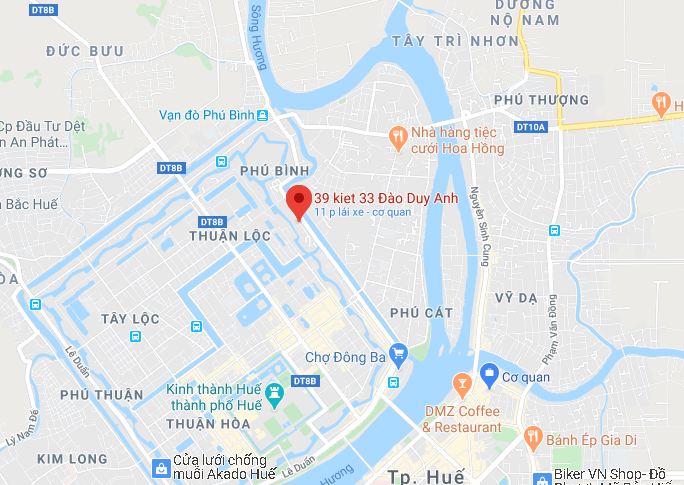 DT8B
DƯƠNG
NỘ NAM
Sông Hương
ĐỨC BƯU
TÂY TRÌ NHƠN
PHÚ THƯỢNG
Vạn đò Phú Bình
Cp Đầu Tư Dệt
n An Phát...
Nhà hàng tiệc
cưới Hoa Hồng
DT10A
H
DT8B
NG SƠ
PHÚ BÌNH
39 kiet 33 Đào Duy Anh
11 p lái xe - cơ quan
Bắc Huế
DT8B
THUẬN LỘC
Nguyễn Sinh Cung
ÒA
VỸ DẠ
PHÚ CÁT
TÂY LỘC
Phạm Văn Đồng
Lê Duẩn
Chợ Đông Ba
Cơ quan
DT8B
PHÚ THUẬN
Kinh thành Huế
thành phố Huế
DMZ Coffee
& Restaurant
Lý Nam Đế
THUẬN HÒA
Bánh Ép Gia Di
KIM LONG
Cửa lưới chống
muỗi Akado Huế
Lê Duẩn
Hương
Tp. Huế
Biker VN Shop- Đồ